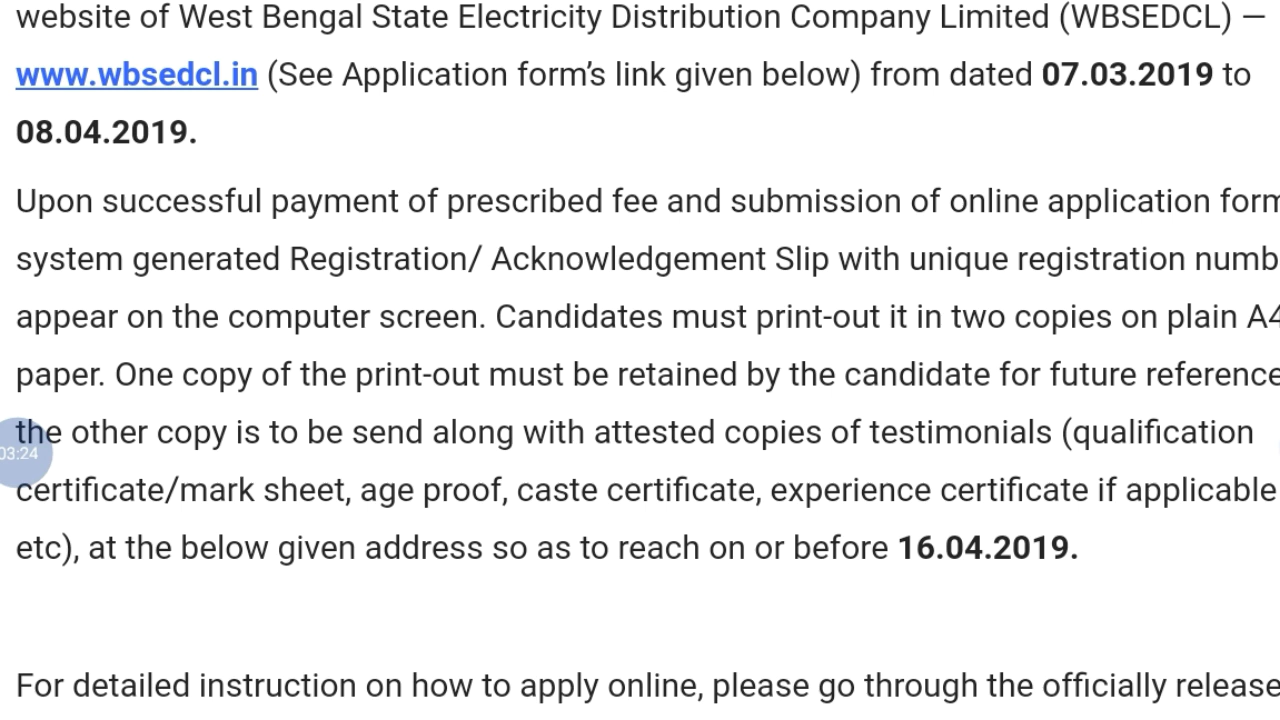 website of West Bengal State Electricity Distribution Company Limited (WBSEDCL) –
www.wbsedcl.in (See Application form's link given below) from dated 07.03.2019 to
08.04.2019.
Upon successful payment of prescribed fee and submission of online application form
system generated Registration/ Acknowledgement Slip with unique registration numb
appear on the computer screen. Candidates must print-out it in two copies on plain A4
paper. One copy of the print-out must be retained by the candidate for future reference
the other copy is to be send along with attested copies of testimonials (qualification
03:24
certificate/mark sheet, age proof, caste certificate, experience certificate if applicable
etc), at the below given address so as to reach on or before 16.04.2019.
For detailed instruction on how to apply online, please go through the officially release